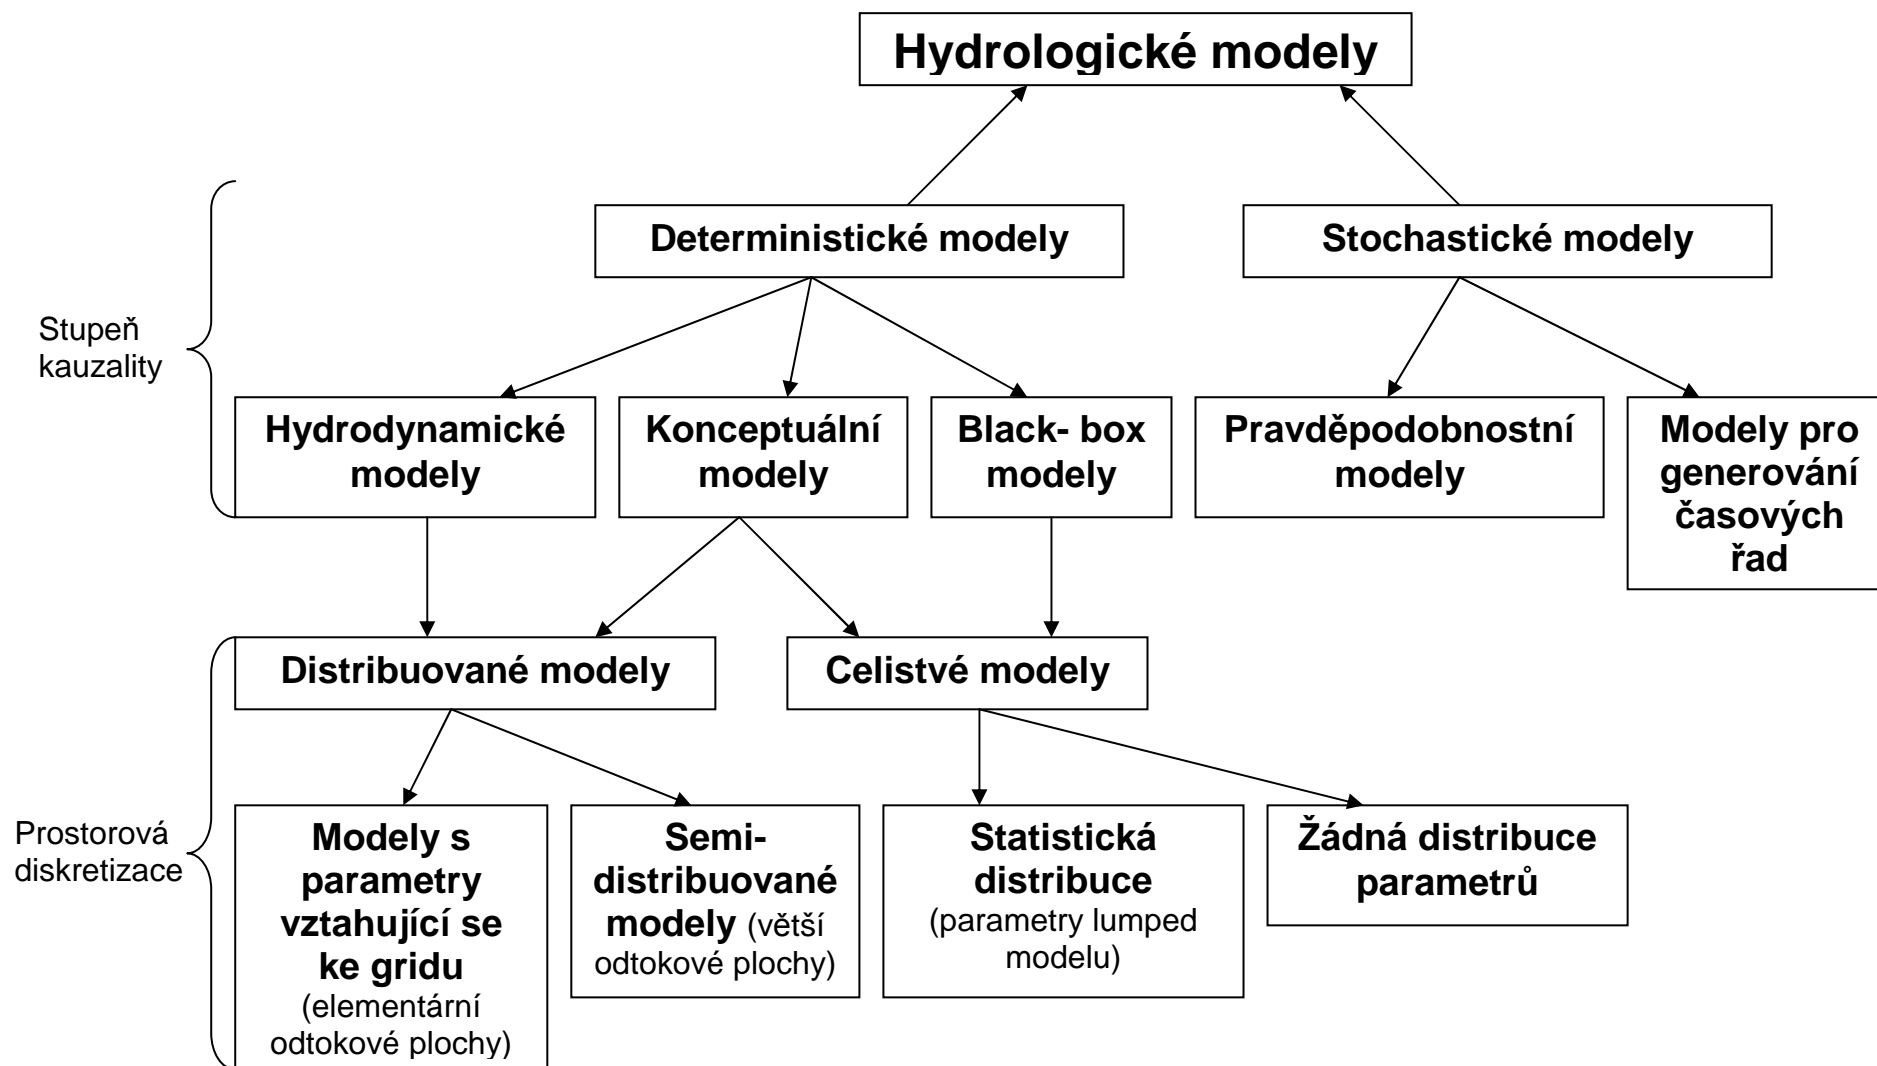 Hydrologické modely
Deterministické modely
Stochastické modely
Stupeň
kauzality
Hydrodynamické
modely
Konceptuální
modely
Black- box
modely
Pravděpodobnostní
modely
Modely pro
generování
časových
řad
Distribuované modely
Celistvé modely
Prostorová
diskretizace
Modely s
parametry
vztahující se
ke gridu
(elementární
odtokové plochy)
Semi-
distribuované
modely (větší
odtokové plochy)
Statistická
distribuce
(parametry lumped
modelu)
Žádná distribuce
parametrů